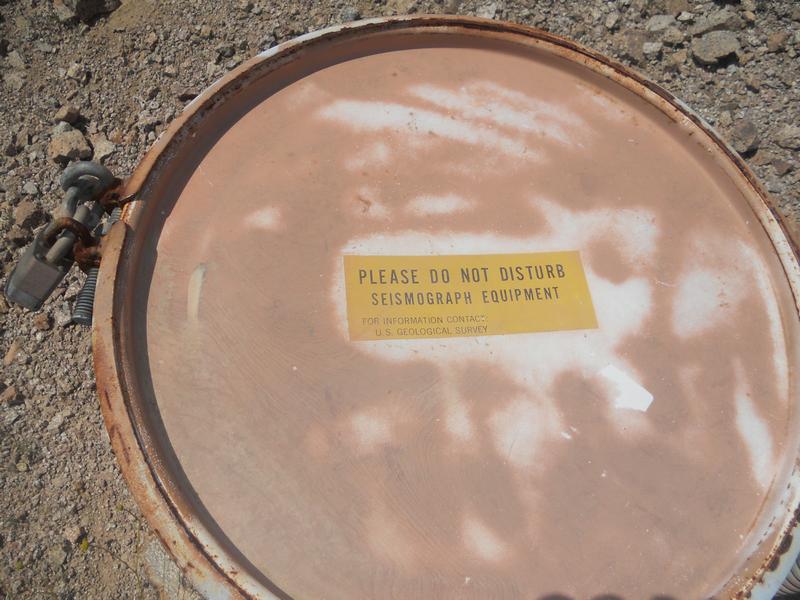 PLEASE DO NOT DISTURB
SEISMOGRAPH EQUIPMENT
FOR INFORMATION CONTACT:
U.S. GEOLOGICAL SURVEY